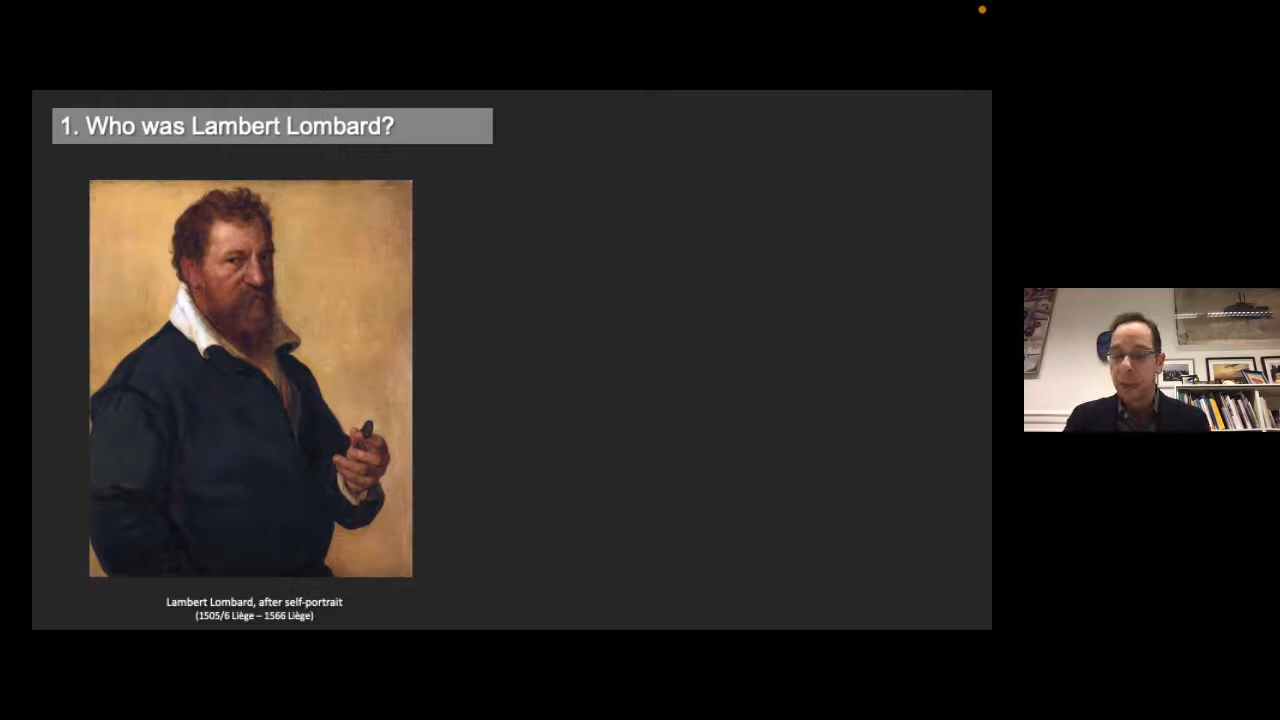 1. Who was Lambert Lombard?
Lambert Lombard, after self-portrait
(1505/6 Liège – 1566 Liège)